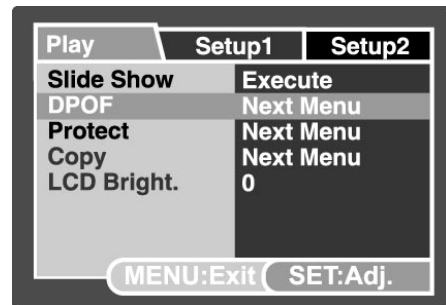 Play Setup1 Setup2
Slide Show Execute
DPOF Next Menu
Protect Next Menu
Copy Next Menu
LCD Bright. 0
MENU:Exit SET:Adj.